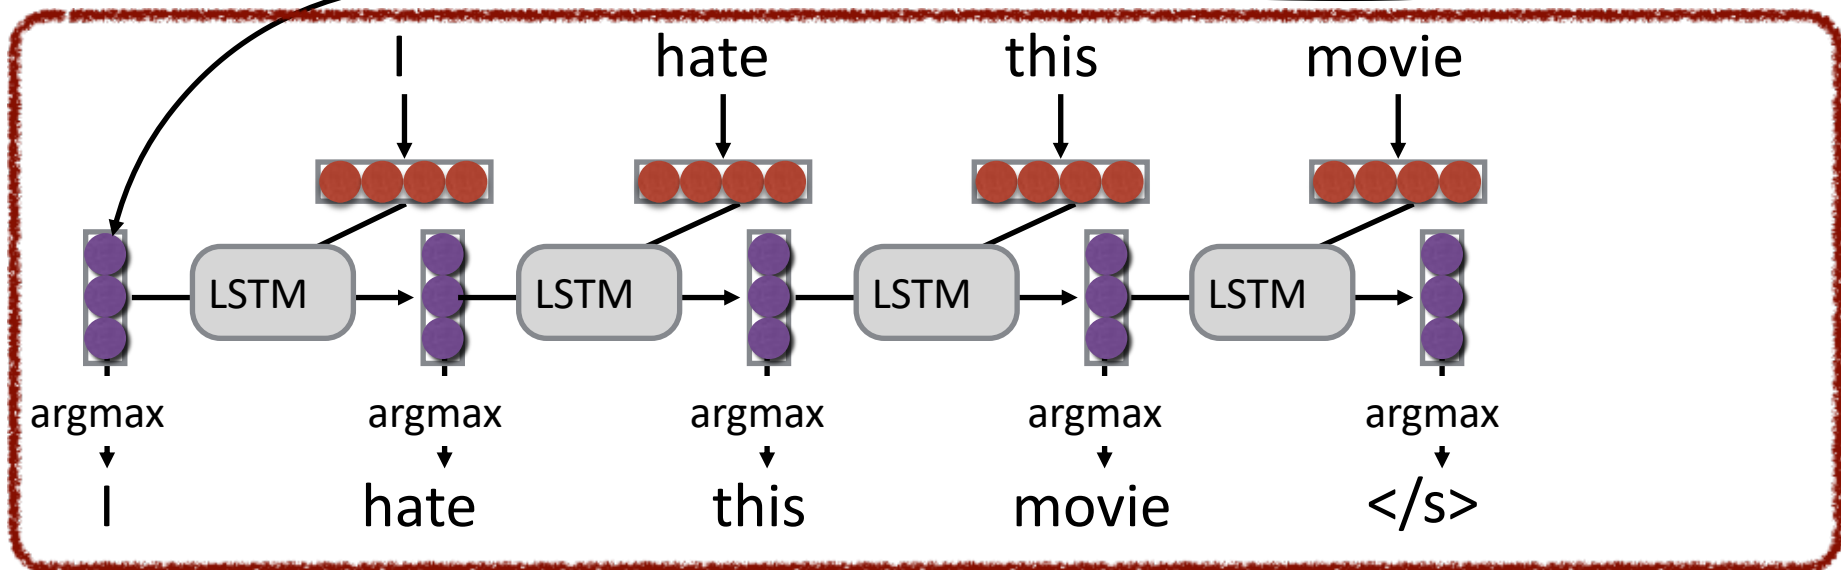 I hate this movie
LSTM LSTM LSTM LSTM
argmax argmax argmax argmax argmax
I hate this movie </s>